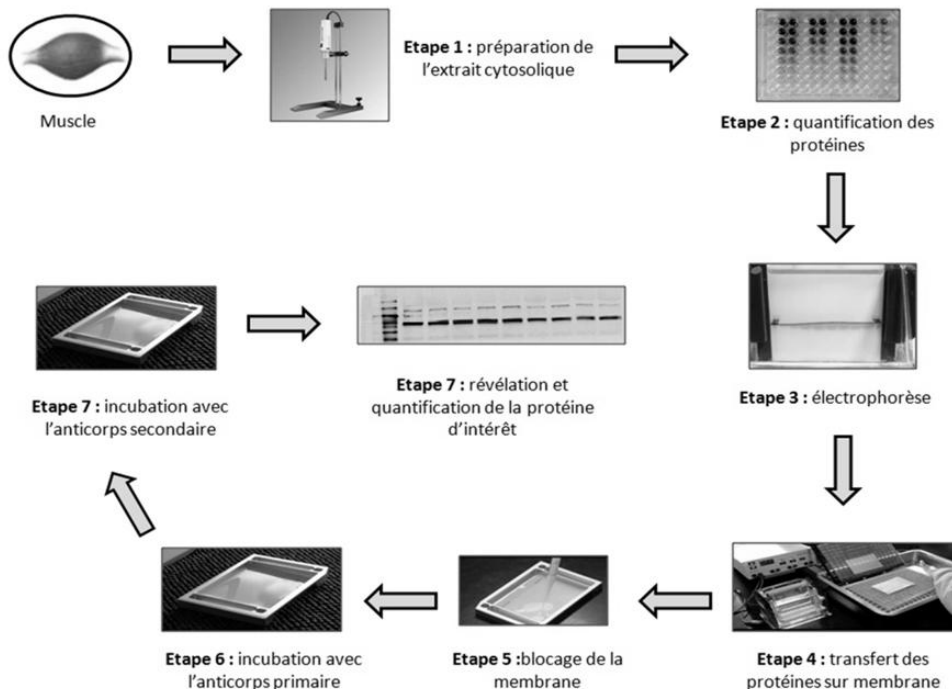 Muscle
Etape 1 : préparation de
l'extrait cytosolique
Etape 2 : quantification des
protéines
Etape 3 : électrophorèse
Etape 4 : transfert des
protéines sur membrane
Etape 5 :blocage de la
membrane
Etape 6 : incubation avec
l'anticorps primaire
Etape 7 : incubation avec
l'anticorps secondaire
Etape 7 : révélation et
quantification de la protéine
d'intérêt